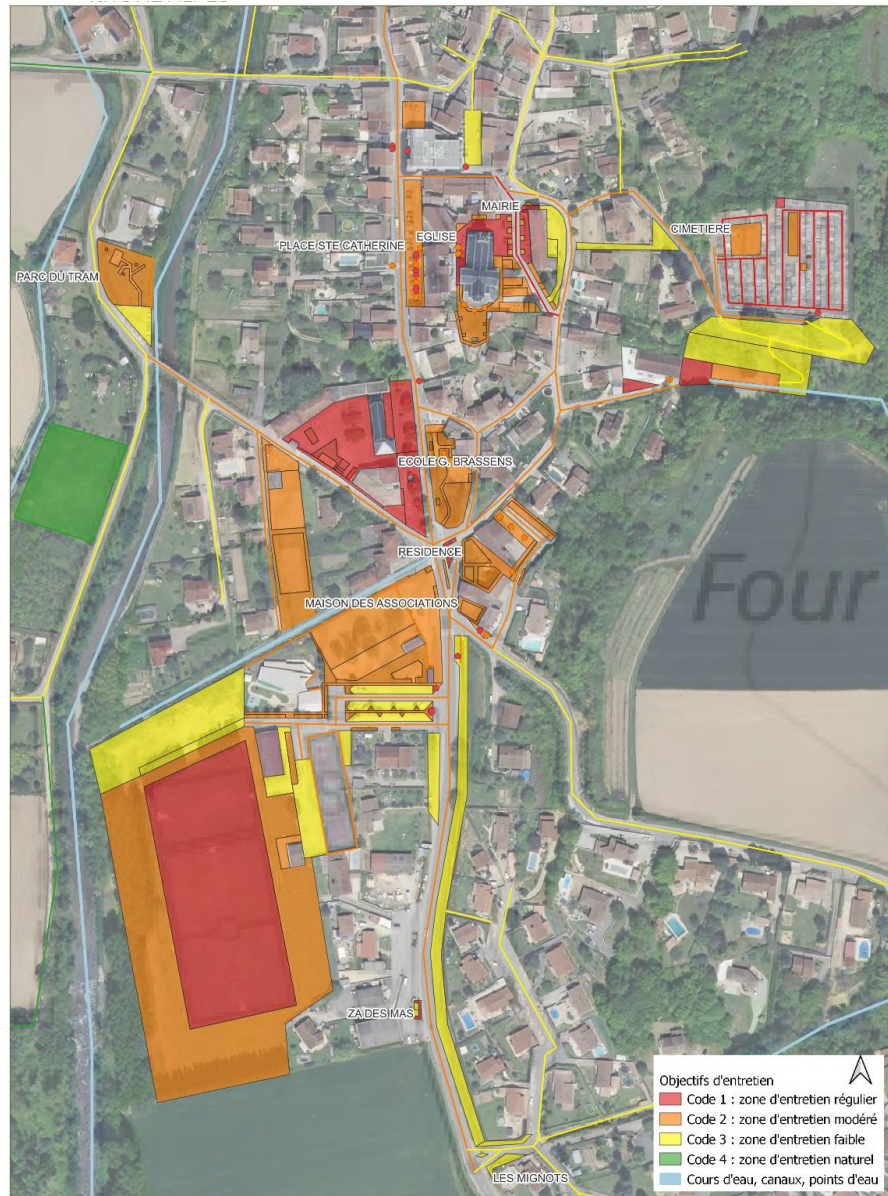 MAIRIE
EGLISE
CIMETIERE
PLACE STE CATHERINE
PARC DU TRAM
ECOLE G. BRASSENS
RESIDENCE
Four
MAISON DES ASSOCIATIONS
ZA DES MAS
LES MIGNOTS
Objectifs d'entretien
Code 1 : zone d'entretien régulier
Code 2 : zone d'entretien modéré
Code 3 : zone d'entretien faible
Code 4 : zone d'entretien naturel
Cours d'eau, canaux, points d'eau